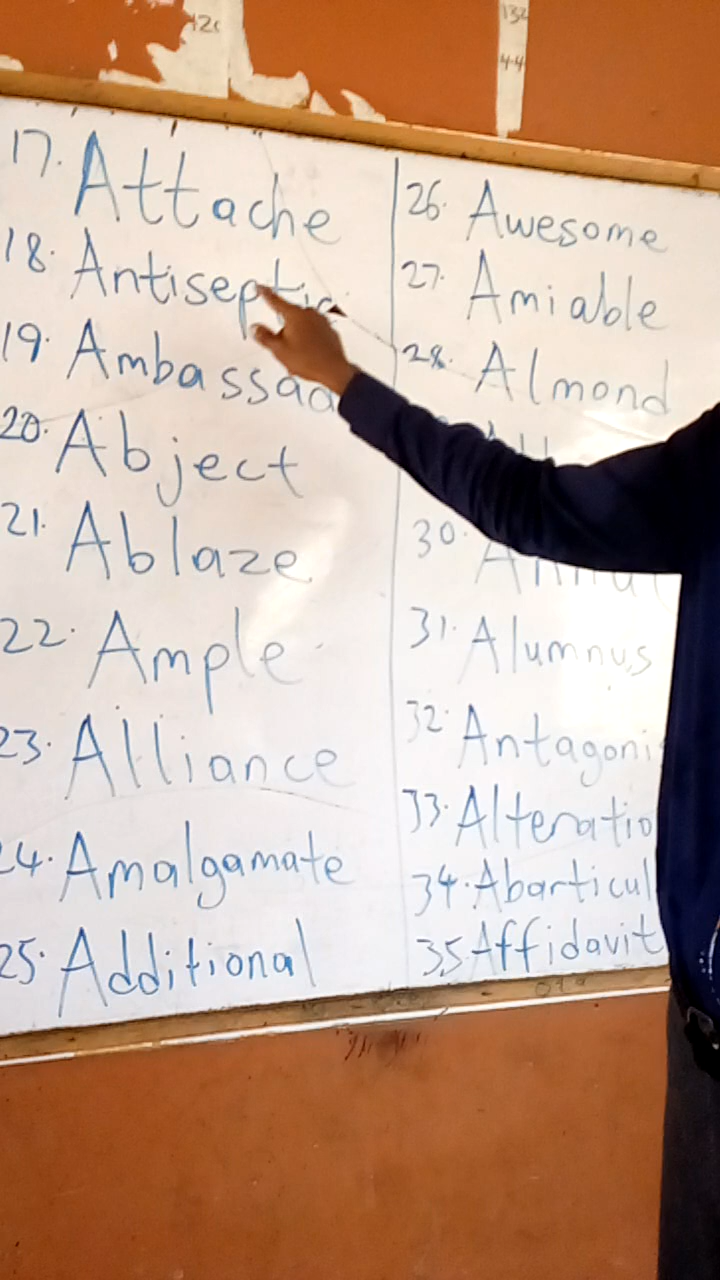 17. Attache
18. Antiseptic
19. Ambassad
20. Abject
21. Ablaze
22. Ample
23. Alliance
24. Amalgamate
25. Additional
26. Awesome
27. Amiable
28. Almond
30.
31. Alumnus
32. Antagoni
33. Alteratio
34. Abarticul
35 Affidavit